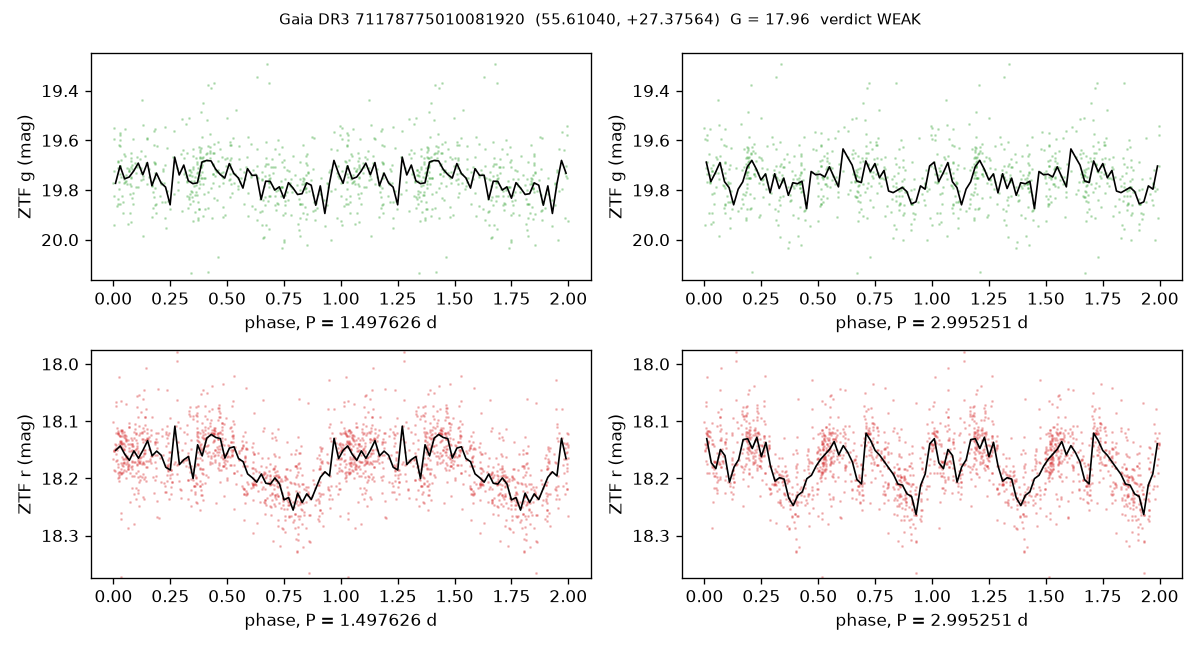 Gaia DR3 71178775010081920  (55.61040, +27.37564)  G = 17.96  verdict WEAK
ZTF g (mag)
19.4
19.6
19.8
20.0
0.00 0.25 0.50 0.75 1.00 1.25 1.50 1.75 2.00
phase, P = 1.497626 d
ZTF g (mag)
19.4
19.6
19.8
20.0
0.00 0.25 0.50 0.75 1.00 1.25 1.50 1.75 2.00
phase, P = 2.995251 d
ZTF r (mag)
18.0
18.1
18.2
18.3
0.00 0.25 0.50 0.75 1.00 1.25 1.50 1.75 2.00
phase, P = 1.497626 d
ZTF r (mag)
18.0
18.1
18.2
18.3
0.00 0.25 0.50 0.75 1.00 1.25 1.50 1.75 2.00
phase, P = 2.995251 d